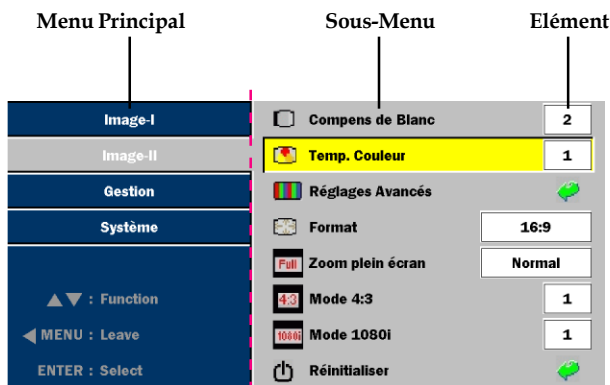 Menu Principal Sous-Menu Elément
Image-I
Image-II
Gestion
Système
▲▼ : Function
◀ MENU : Leave
ENTER : Select
Compens de Blanc 2
Temp. Couleur 1
Réglages Avancés
Format 16:9
Full Zoom plein écran Normal
4:3 Mode 4:3 1
1080i Mode 1080i 1
Réinitialiser